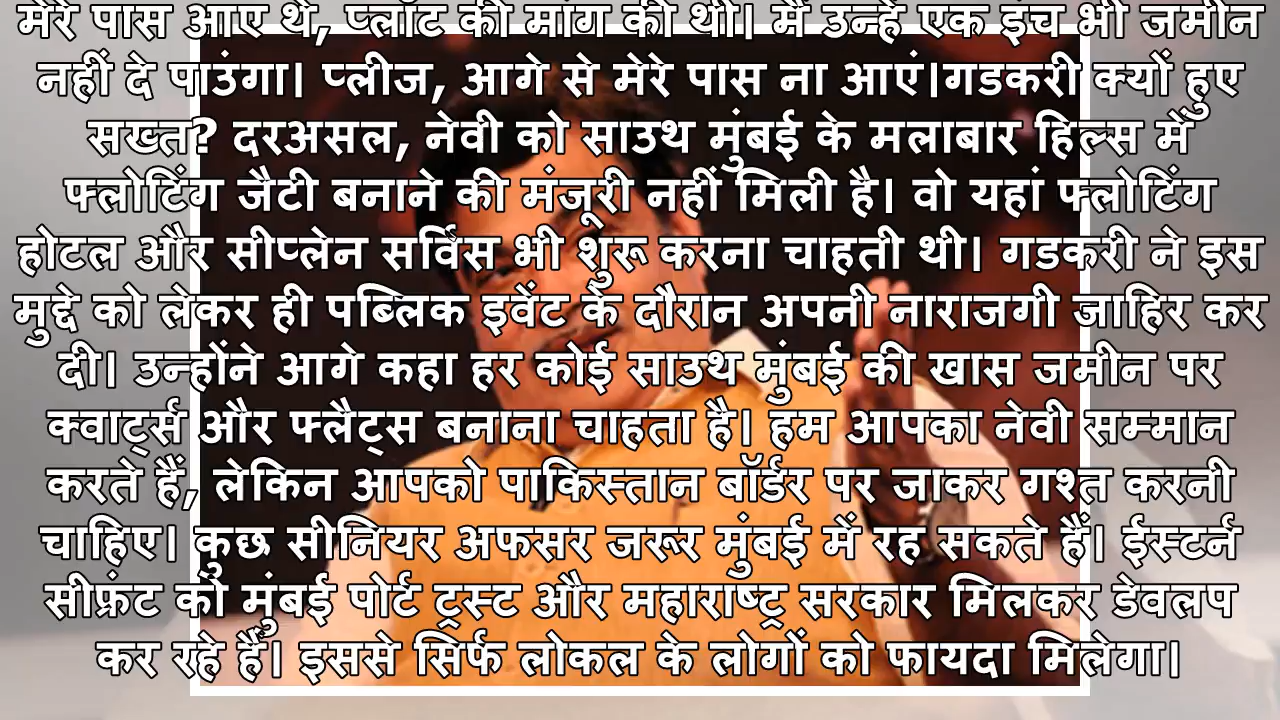 मेरे पास आए थे, प्लॉट की मांग की थी। मैं उन्हें एक इंच भी जमीन
नहीं दे पाउंगा। प्लीज, आगे से मेरे पास ना आएं।गडकरी क्यों हुए
सख्त? दरअसल, नेवी को साउथ मुंबई के मलाबार हिल्स में
फ्लोटिंग जैटी बनाने की मंजूरी नहीं मिली है। वो यहां फ्लोटिंग
होटल और सीप्लेन सर्विस भी शुरू करना चाहती थी। गडकरी ने इस
मुद्दे को लेकर ही पब्लिक इवेंट के दौरान अपनी नाराजगी जाहिर कर
दी। उन्होंने आगे कहा हर कोई साउथ मुंबई की खास जमीन पर
क्वार्ट्स और फ्लैट्स बनाना चाहता है। हम आपका नेवी सम्मान
करते हैं, लेकिन आपको पाकिस्तान बॉर्डर पर जाकर गश्त करनी
चाहिए। कुछ सीनियर अफसर जरूर मुंबई में रह सकते हैं। ईस्टर्न
सीफ्रंट को मुंबई पोर्ट ट्रस्ट और महाराष्ट्र सरकार मिलकर डेवलप
कर रहे हैं। इससे सिर्फ लोकल के लोगों को फायदा मिलेगा।